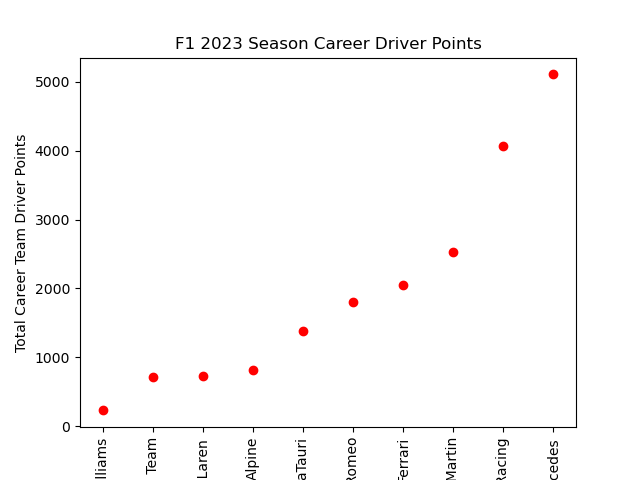 F1 2023 Season Career Driver Points
Total Career Team Driver Points
5000
4000
3000
2000
1000
0
lliams
Team
Laren
Alpine
aTauri
Romeo
Ferrari
Martin
Racing
cedes